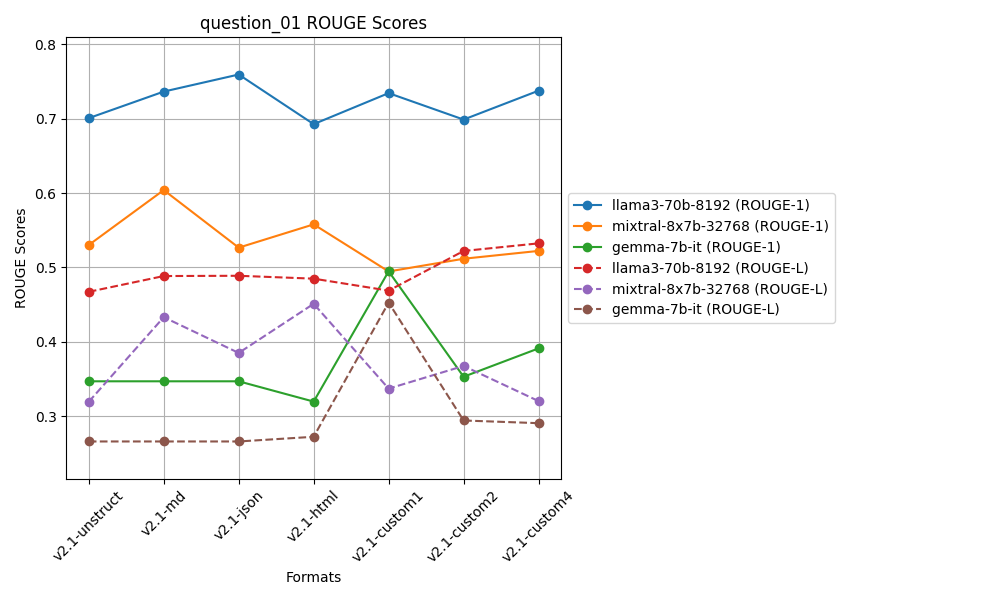 question_01 ROUGE Scores
ROUGE Scores
0.8
0.7
0.6
0.5
0.4
0.3
v2.1-unstruct
v2.1-md
v2.1-json
v2.1-html
v2.1-custom1
v2.1-custom2
v2.1-custom4
Formats
llama3-70b-8192 (ROUGE-1)
mixtral-8x7b-32768 (ROUGE-1)
gemma-7b-it (ROUGE-1)
llama3-70b-8192 (ROUGE-L)
mixtral-8x7b-32768 (ROUGE-L)
gemma-7b-it (ROUGE-L)